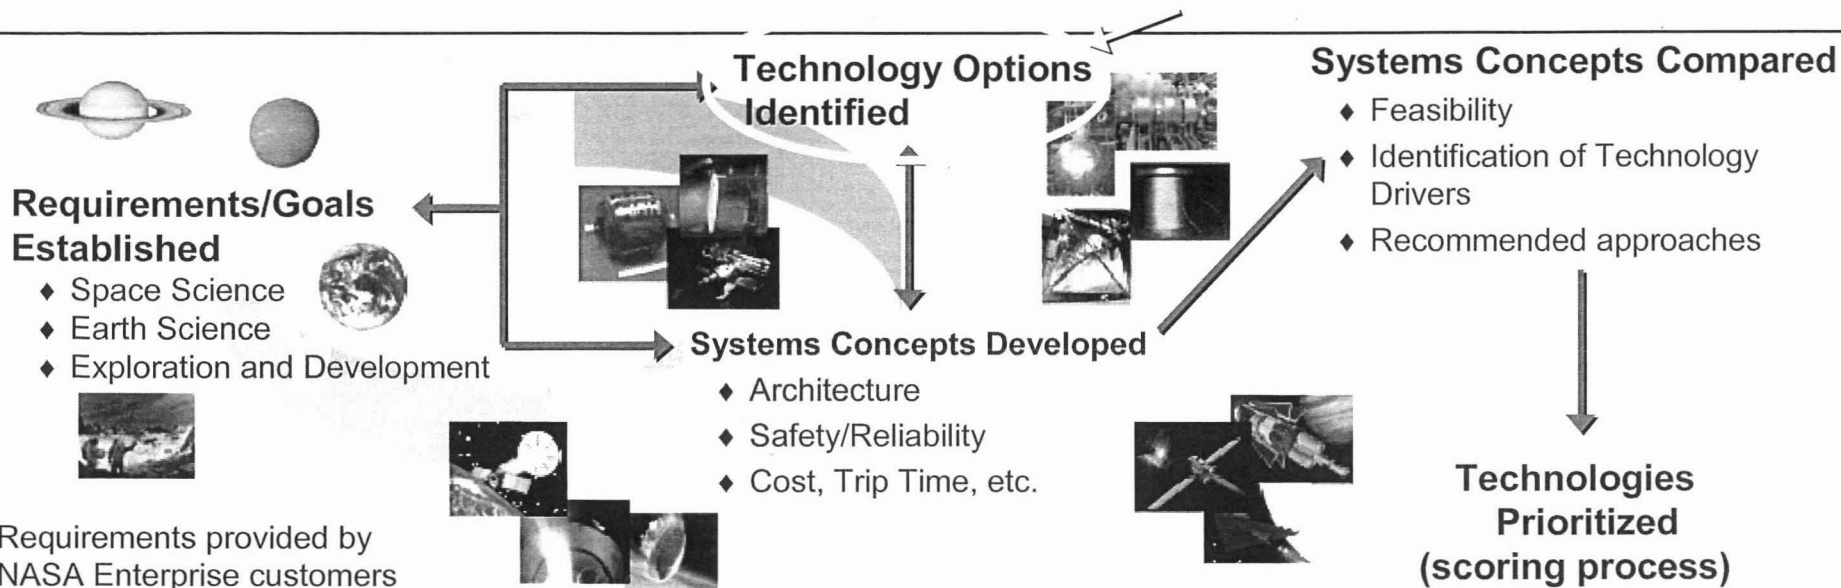 Technology Options
Identified
Systems Concepts Compared
♦ Feasibility
♦ Identification of Technology
Drivers
♦ Recommended approaches
Requirements/Goals
Established
♦ Space Science
♦ Earth Science
♦ Exploration and Development
Systems Concepts Developed
♦ Architecture
♦ Safety/Reliability
♦ Cost, Trip Time, etc.
Technologies
Prioritized
(scoring process)
Requirements provided by
NASA Enterprise customers